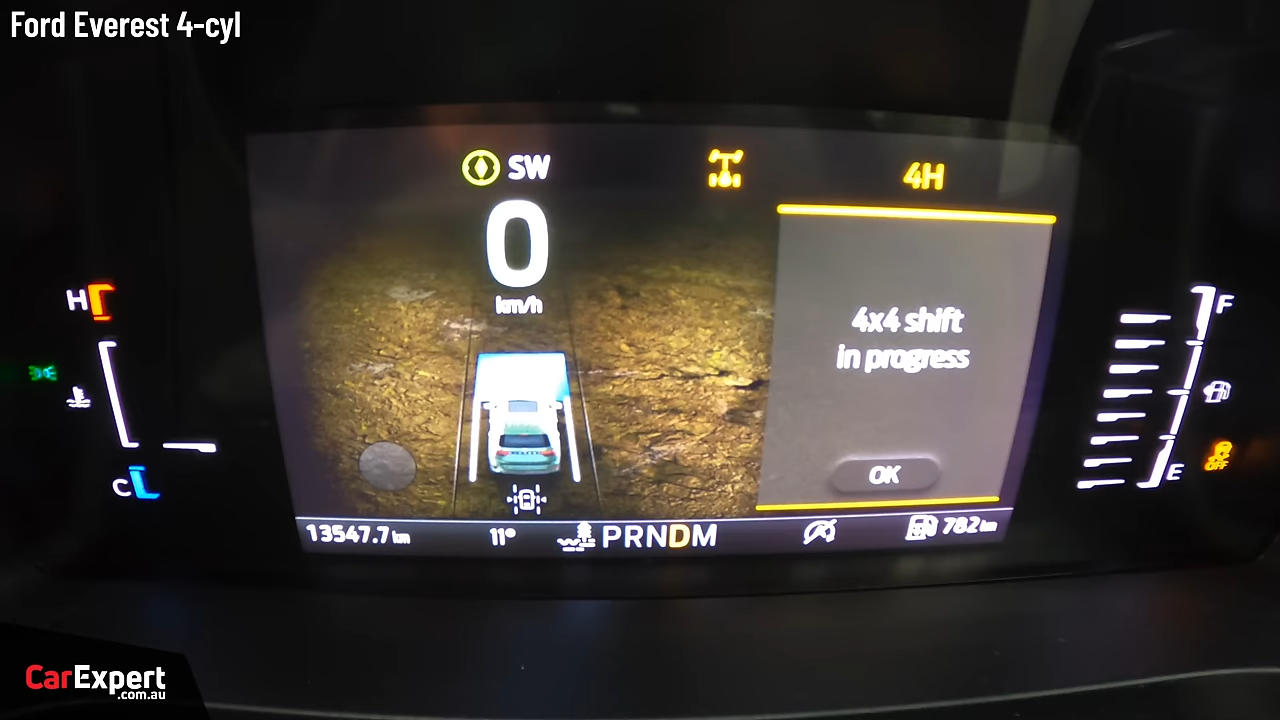 Ford Everest 4-cyl
SW
4H
0
km/h
4x4 shift
in progress
OK
H
C
F
E
OFF
13547.7 km
11°
PRNDM
782 km
CarExpert
.com.au